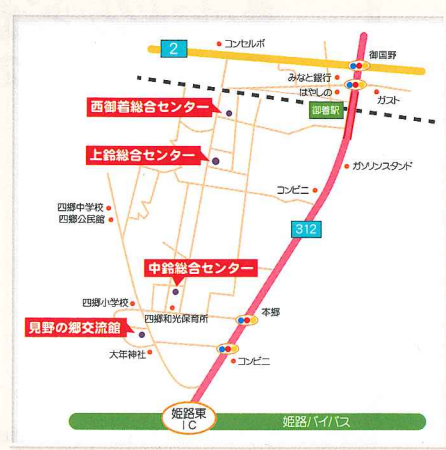 コンセルボ
2
御国野
みなと銀行
はやしの
ガスト
御着駅
西御着総合センター
上鈴総合センター
ガソリンスタンド
コンビニ
四郷中学校
四郷公民館
312
中鈴総合センター
四郷小学校
四郷和光保育所
本郷
見野の郷交流館
大年神社
コンビニ
姫路東
IC
姫路バイパス